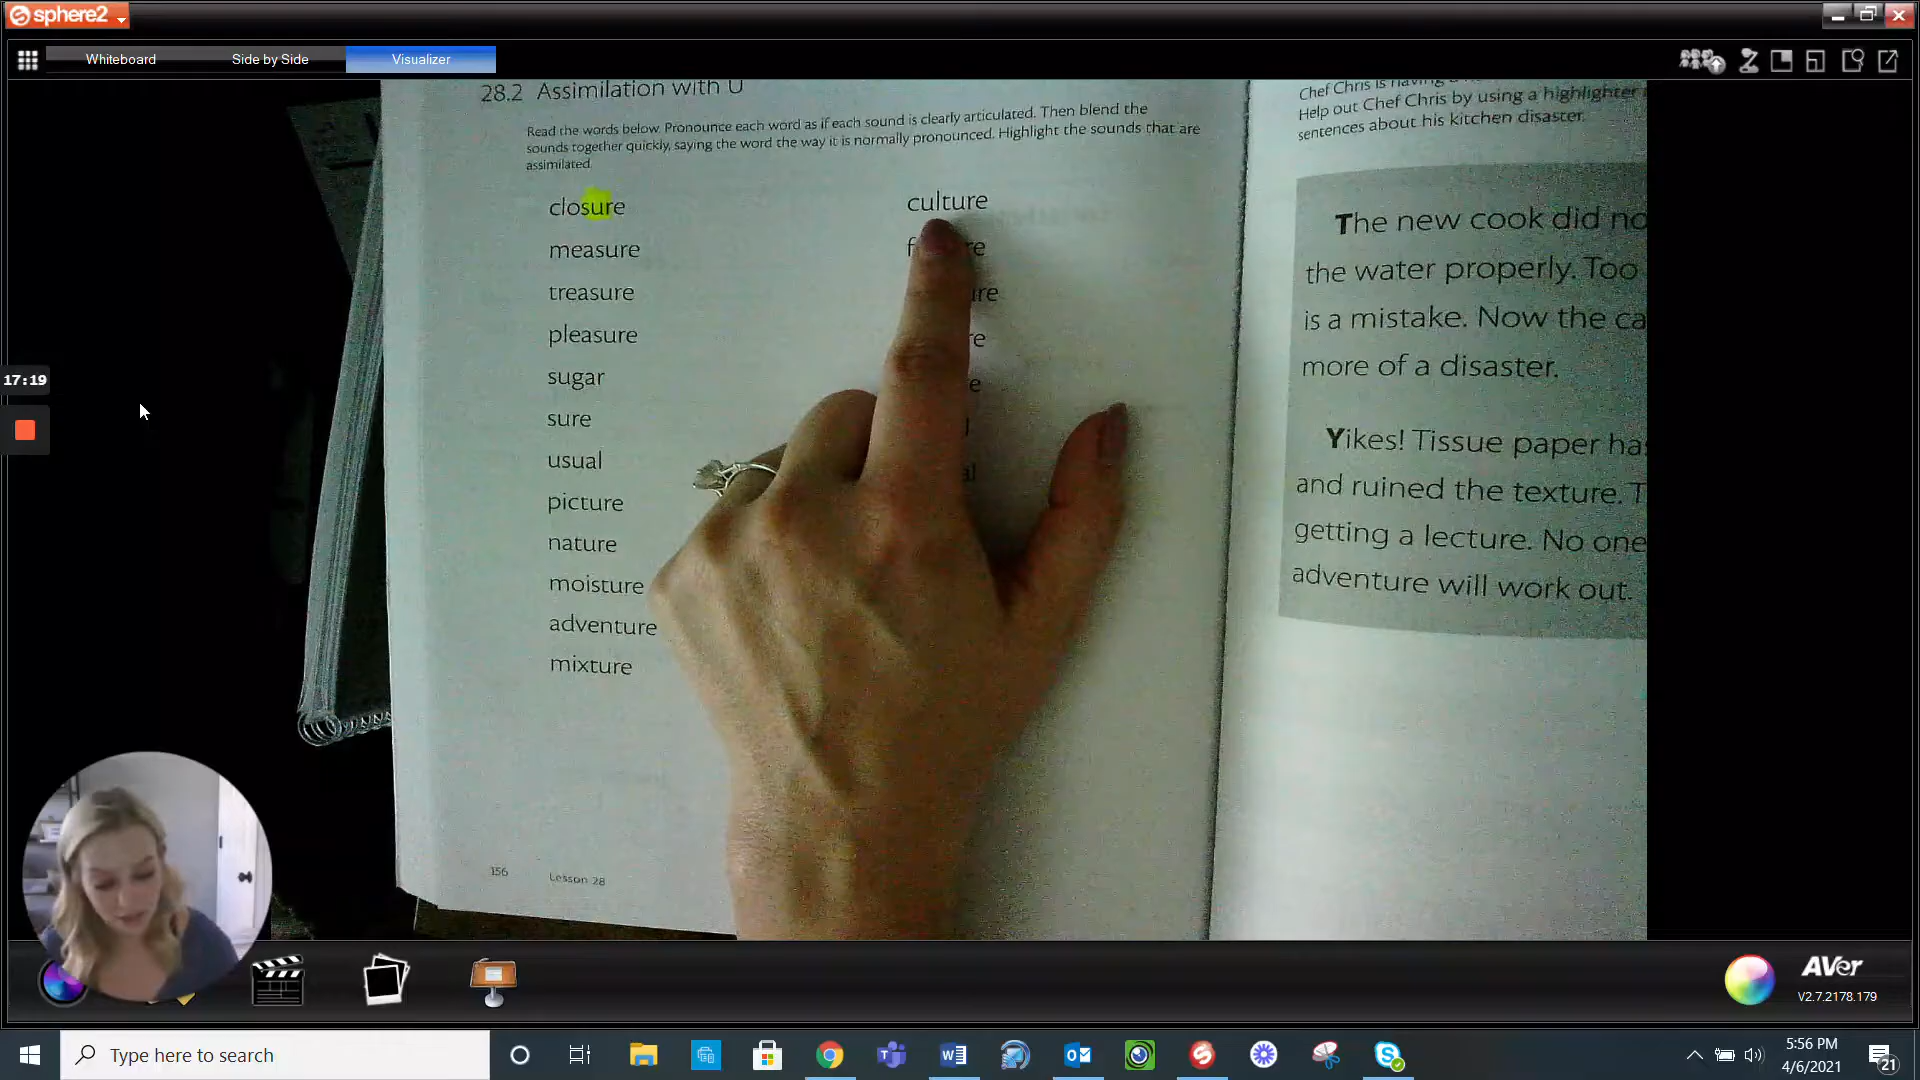 sphere2
Whiteboard
Side by Side
Visualizer
28.2 Assimilation with U
Read the words below. Pronounce each word as if each sound is clearly articulated. Then blend the
sounds together quickly, saying the word the way it is normally pronounced. Highlight the sounds that are
assimilated.
closure
measure
treasure
pleasure
sugar
sure
usual
picture
nature
moisture
adventure
mixture
culture
156
Lesson 28
Chef Chris is having a
Help out Chef Chris by using a highlighter
sentences about his kitchen disaster.
The new cook did no
the water properly. Too
is a mistake. Now the ca
more of a disaster.
Yikes! Tissue paper has
and ruined the texture. T
getting a lecture. No one
adventure will work out.
17:19
AVer
V2.7.2178.179
Type here to search
5:56 PM
4/6/2021
21